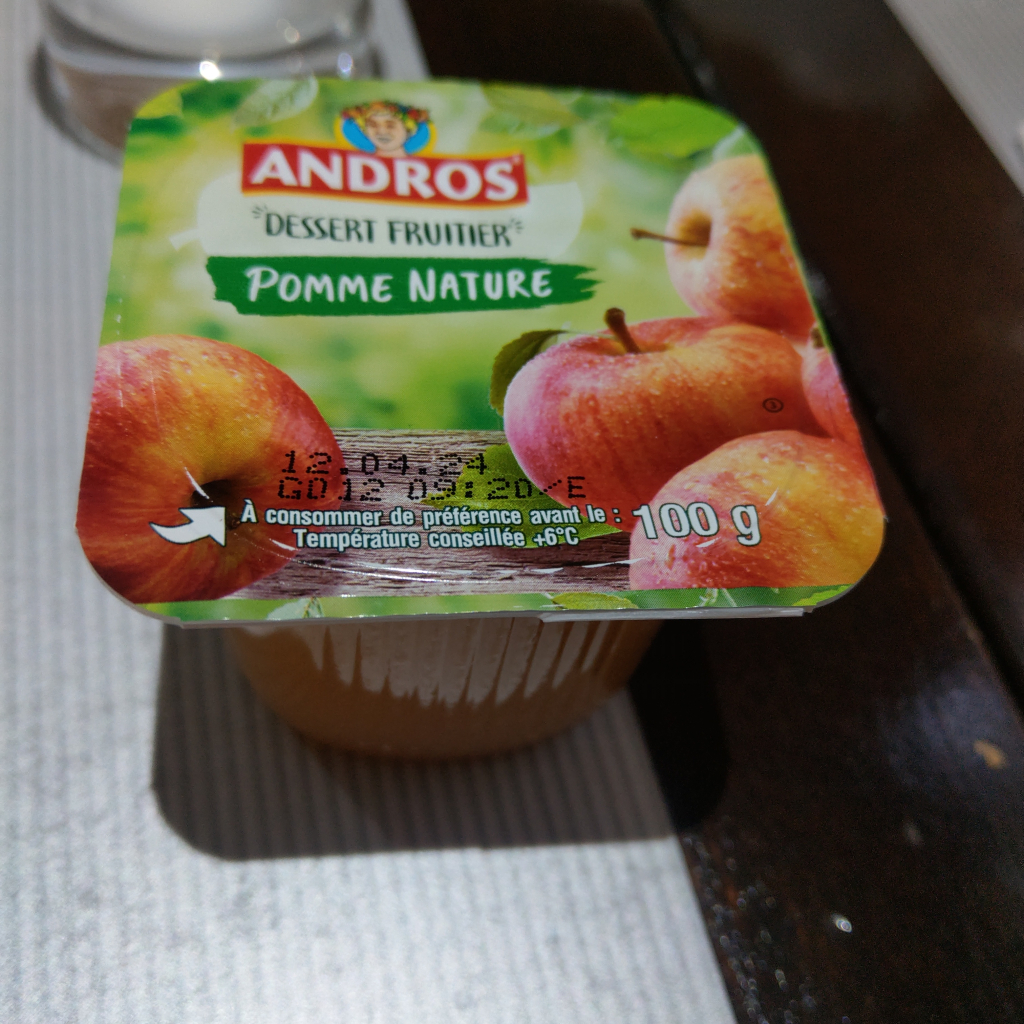 ANDROS
"DESSERT FRUITIER"
POMME NATURE
12.04.24
G012 09:20/E
À consommer de préférence avant le :
Température conseillée +6°C
100 g